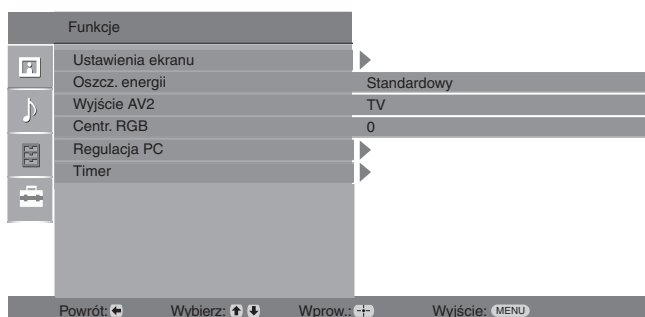 Funkcje
Ustawienia ekranu
Oszcz. energii Standardowy
Wyjście AV2 TV
Centr. RGB 0
Regulacja PC
Timer
Powrót: Wybierz: Wprow.: Wyjście: MENU